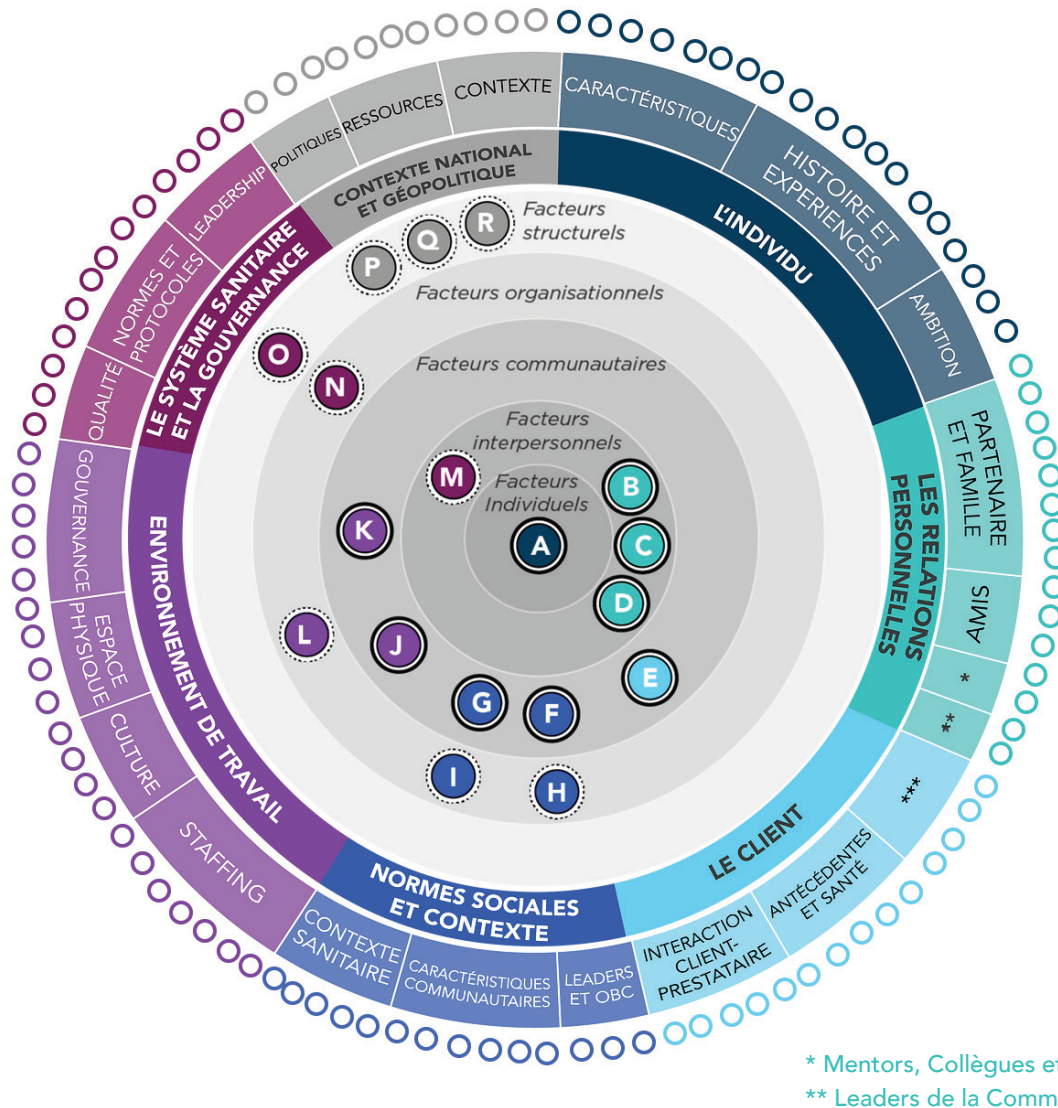 POLITIQUES
RESSOURCES
CONTEXTE
CARACTÉRISTIQUES
HISTOIRE ET
EXPERIENCES
AMBITION
PARTENAIRE
ET FAMILLE
AMIS
*
**
***
ANTÉCÉDENTES
ET SANTÉ
INTERACTION
CLIENT-
PRESTATAIRE
LEADERS
ET OBC
CARACTÉRISTIQUES
COMMUNAUTAIRES
CONTEXTE
SANITAIRE
STAFFING
CULTURE
ESPACE
PHYSIQUE
GOUVERNANCE
QUALITÉ
NORMES ET
PROTOCOLES
LEADERSHIP
CONTEXTE NATIONAL
ET GÉOPOLITIQUE
L'INDIVIDU
LES RELATIONS
PERSONNELLES
LE CLIENT
NORMES SOCIALES
ET CONTEXTE
ENVIRONNEMENT DE TRAVAIL
LE SYSTÈME SANITAIRE
ET LA GOUVERNANCE
Facteurs
structurels
Facteurs organisationnels
Facteurs communautaires
Facteurs
interpersonnels
Facteurs
Individuels
R
Q
P
O
N
M
B
K
A
C
D
L
J
E
G
F
I
H
* Mentors, Collègues et
** Leaders de la Comm